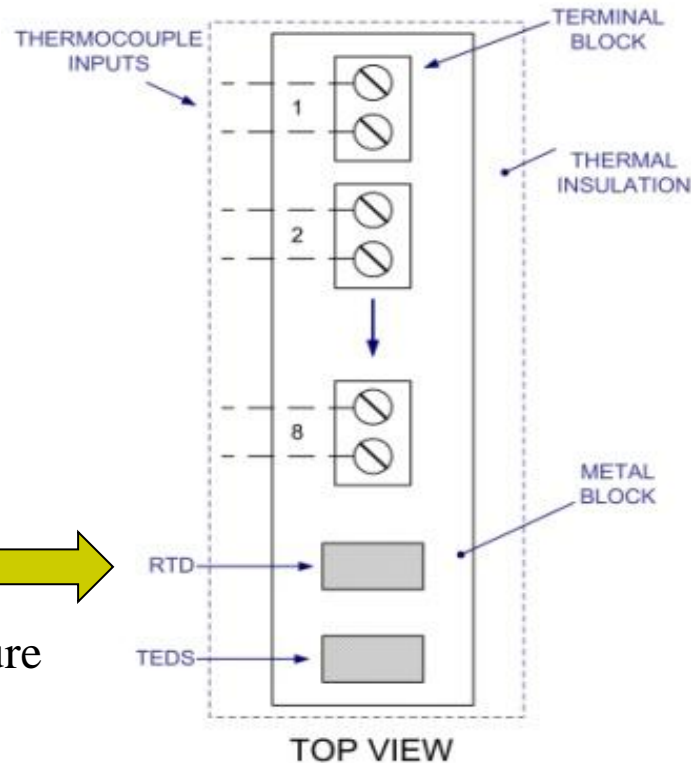 THERMOCOUPLE
INPUTS
TERMINAL
BLOCK
1
THERMAL
INSULATION
2
8
METAL
BLOCK
RTD
TEDS
TOP VIEW